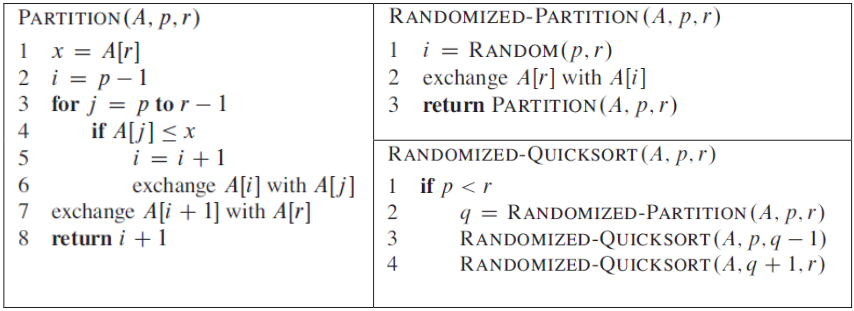 PARTITION(A, p, r)
1 x = A[r]
2 i = p − 1
3 for j = p to r − 1
4 if A[j] ≤ x
5 i = i + 1
6 exchange A[i] with A[j]
7 exchange A[i + 1] with A[r]
8 return i + 1
RANDOMIZED-PARTITION(A, p, r)
1 i = RANDOM(p, r)
2 exchange A[r] with A[i]
3 return PARTITION(A, p, r)
RANDOMIZED-QUICKSORT(A, p, r)
1 if p < r
2 q = RANDOMIZED-PARTITION(A, p, r)
3 RANDOMIZED-QUICKSORT(A, p, q − 1)
4 RANDOMIZED-QUICKSORT(A, q + 1, r)